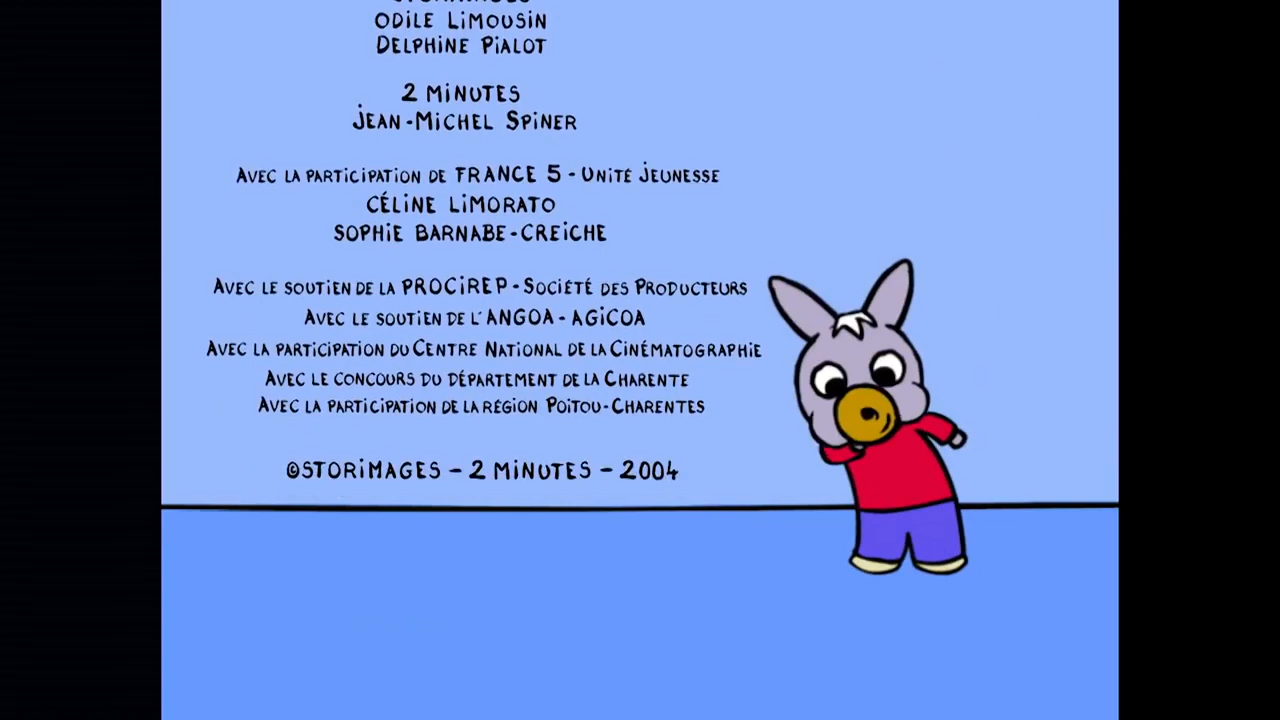 ODiLE LiMOUSiN
DELPHiNE PiALOT
2 MiNUTES
JEAN-MiCHEL SPiNER
AVEC LA PARTiCiPATiON DE FRANCE 5 - UNiTÉ JEUNESSE
CÉLiNE LiMORATO
SOPHiE BARNABE-CREiCHE
AVEC LE SOUTiEN DE LA PROCiREP - SOCiÉTÉ DES PRODUCTEURS
AVEC LE SOUTiEN DE L'ANGOA - AGiCOA
AVEC LA PARTiCiPATiON DU CENTRE NATiONAL DE LA CiNÉMATOGRAPHiE
AVEC LE CONCOURS DU DÉPARTEMENT DE LA CHARENTE
AVEC LA PARTiCiPATiON DE LA RÉGiON POiTOU-CHARENTES
©STORiMAGES - 2 MiNUTES - 2004